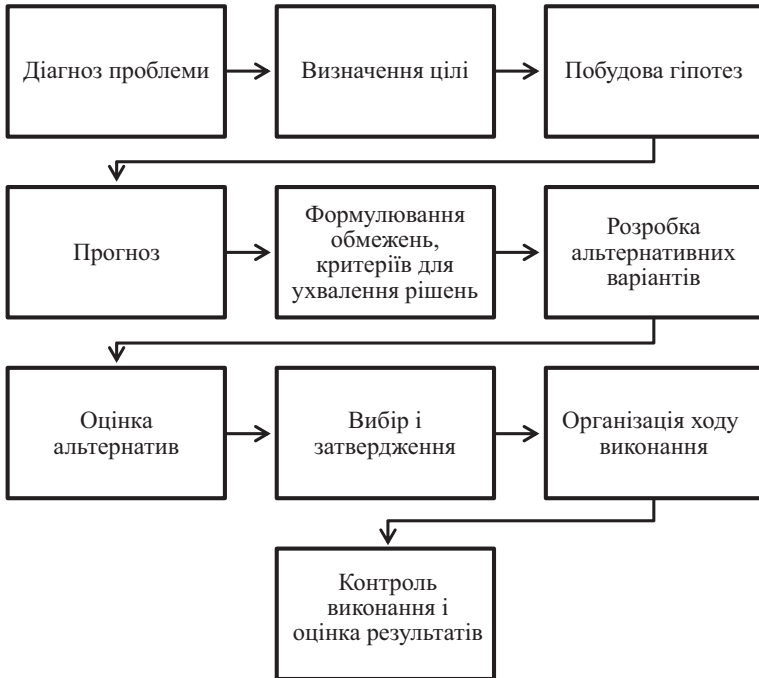 Діагноз проблеми
Визначення цілі
Побудова гіпотез
Прогноз
Формулювання
обмежень,
критеріїв для
ухвалення рішень
Розробка
альтернативних
варіантів
Оцінка
альтернатив
Вибір і
затвердження
Організація ходу
виконання
Контроль
виконання і
оцінка результатів